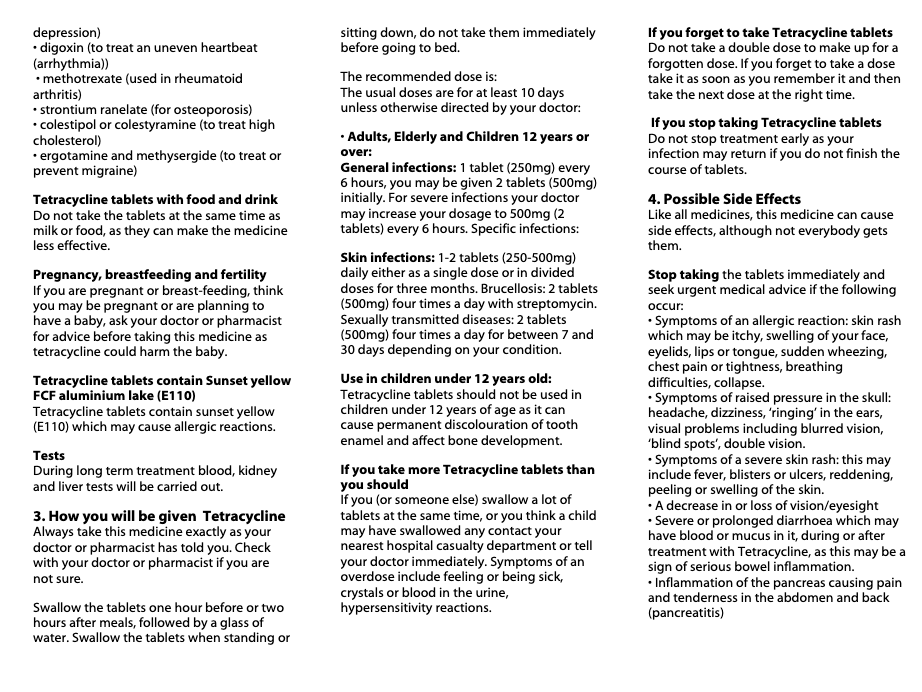 depression)
• digoxin (to treat an uneven heartbeat
(arrhythmia))
• methotrexate (used in rheumatoid
arthritis)
• strontium ranelate (for osteoporosis)
• colestipol or colestyramine (to treat high
cholesterol)
• ergotamine and methysergide (to treat or
prevent migraine)
Tetracycline tablets with food and drink
Do not take the tablets at the same time as
milk or food, as they can make the medicine
less effective.
Pregnancy, breastfeeding and fertility
If you are pregnant or breast-feeding, think
you may be pregnant or are planning to
have a baby, ask your doctor or pharmacist
for advice before taking this medicine as
tetracycline could harm the baby.
Tetracycline tablets contain Sunset yellow
FCF aluminium lake (E110)
Tetracycline tablets contain sunset yellow
(E110) which may cause allergic reactions.
Tests
During long term treatment blood, kidney
and liver tests will be carried out.
3. How you will be given Tetracycline
Always take this medicine exactly as your
doctor or pharmacist has told you. Check
with your doctor or pharmacist if you are
not sure.
Swallow the tablets one hour before or two
hours after meals, followed by a glass of
water. Swallow the tablets when standing or
sitting down, do not take them immediately
before going to bed.
The recommended dose is:
The usual doses are for at least 10 days
unless otherwise directed by your doctor:
• Adults, Elderly and Children 12 years or
over:
General infections: 1 tablet (250mg) every
6 hours, you may be given 2 tablets (500mg)
initially. For severe infections your doctor
may increase your dosage to 500mg (2
tablets) every 6 hours. Specific infections:
Skin infections: 1-2 tablets (250-500mg)
daily either as a single dose or in divided
doses for three months. Brucellosis: 2 tablets
(500mg) four times a day with streptomycin.
Sexually transmitted diseases: 2 tablets
(500mg) four times a day for between 7 and
30 days depending on your condition.
Use in children under 12 years old:
Tetracycline tablets should not be used in
children under 12 years of age as it can
cause permanent discolouration of tooth
enamel and affect bone development.
If you take more Tetracycline tablets than
you should
If you (or someone else) swallow a lot of
tablets at the same time, or you think a child
may have swallowed any contact your
nearest hospital casualty department or tell
your doctor immediately. Symptoms of an
overdose include feeling or being sick,
crystals or blood in the urine,
hypersensitivity reactions.
If you forget to take Tetracycline tablets
Do not take a double dose to make up for a
forgotten dose. If you forget to take a dose
take it as soon as you remember it and then
take the next dose at the right time.
If you stop taking Tetracycline tablets
Do not stop treatment early as your
infection may return if you do not finish the
course of tablets.
4. Possible Side Effects
Like all medicines, this medicine can cause
side effects, although not everybody gets
them.
Stop taking the tablets immediately and
seek urgent medical advice if the following
occur:
• Symptoms of an allergic reaction: skin rash
which may be itchy, swelling of your face,
eyelids, lips or tongue, sudden wheezing,
chest pain or tightness, breathing
difficulties, collapse.
• Symptoms of raised pressure in the skull:
headache, dizziness, ‘ringing’ in the ears,
visual problems including blurred vision,
‘blind spots’, double vision.
• Symptoms of a severe skin rash: this may
include fever, blisters or ulcers, reddening,
peeling or swelling of the skin.
• A decrease in or loss of vision/eyesight
• Severe or prolonged diarrhoea which may
have blood or mucus in it, during or after
treatment with Tetracycline, as this may be a
sign of serious bowel inflammation.
• Inflammation of the pancreas causing pain
and tenderness in the abdomen and back
(pancreatitis)